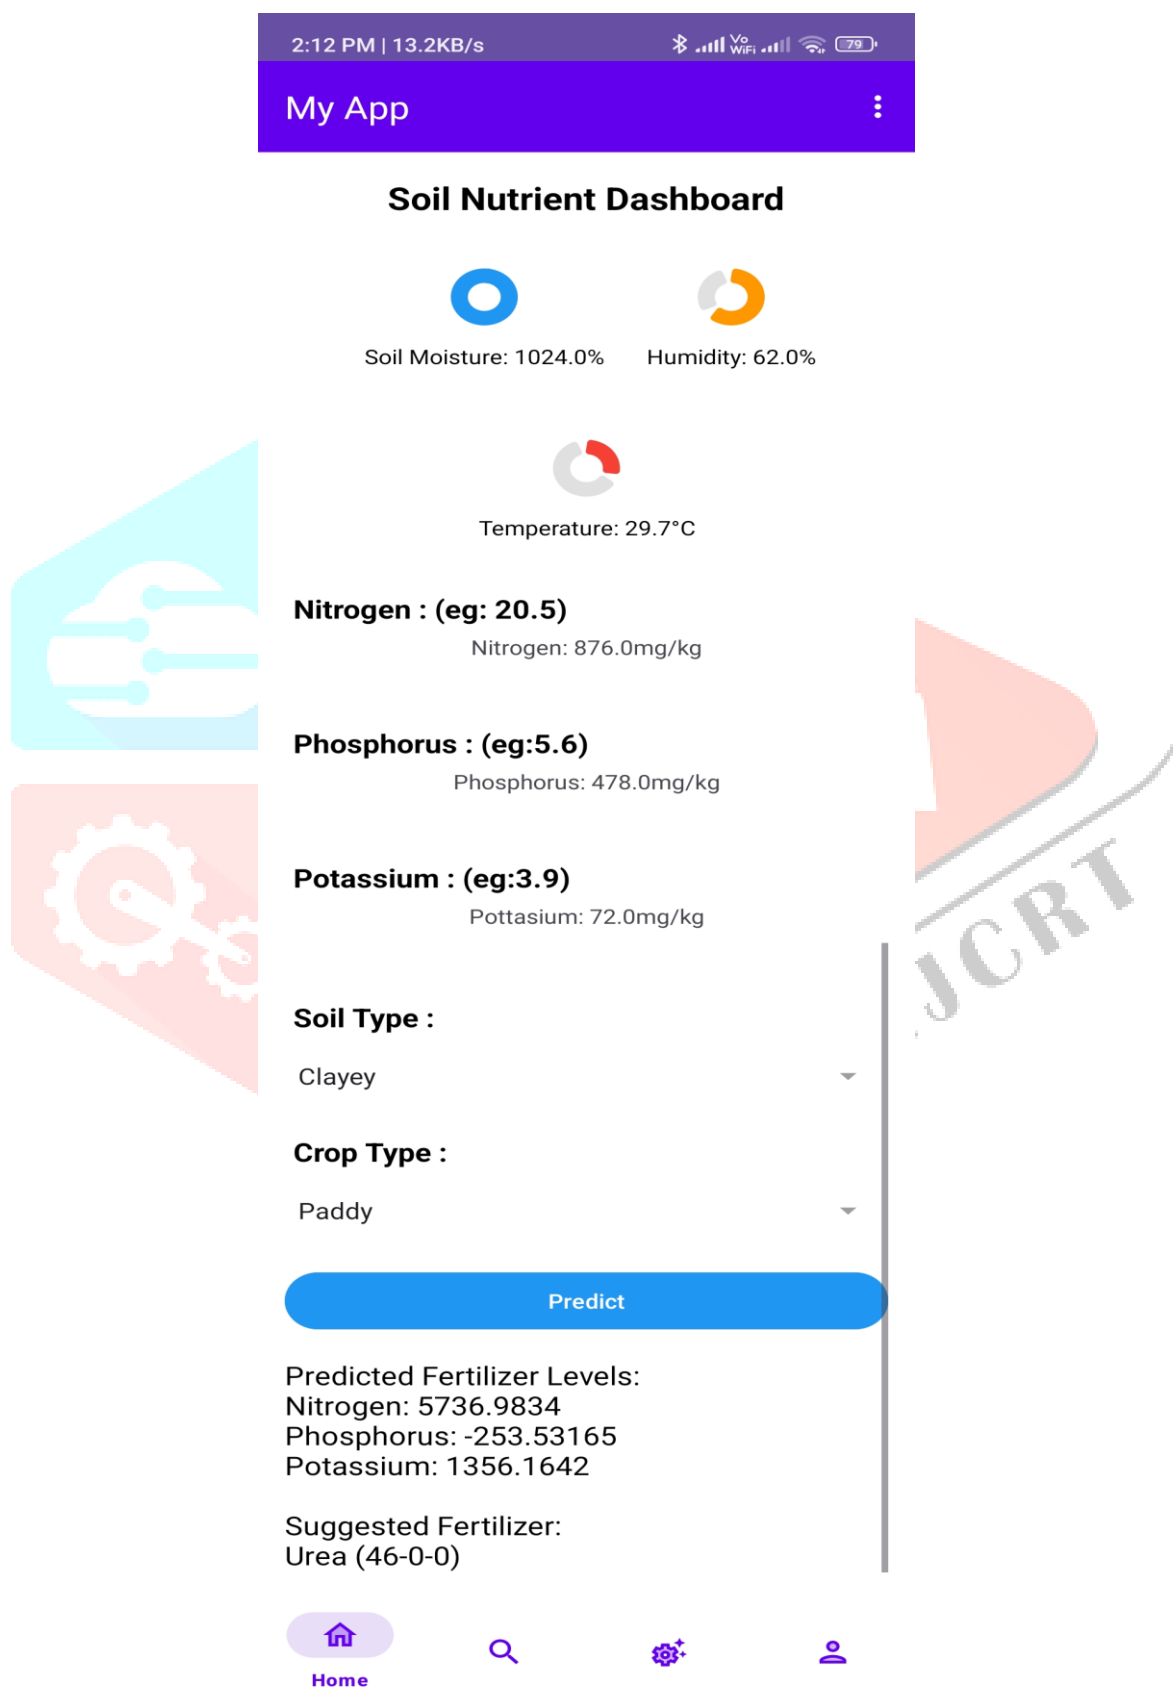 2:12 PM | 13.2KB/s Vo WiFi 79
My App
Soil Nutrient Dashboard
Soil Moisture: 1024.0% Humidity: 62.0%
Temperature: 29.7°C
Nitrogen : (eg: 20.5)
Nitrogen: 876.0mg/kg
Phosphorus : (eg:5.6)
Phosphorus: 478.0mg/kg
Potassium : (eg:3.9)
Pottasium: 72.0mg/kg
JCRT
Soil Type :
Clayey
Crop Type :
Paddy
Predict
Predicted Fertilizer Levels:
Nitrogen: 5736.9834
Phosphorus: -253.53165
Potassium: 1356.1642
Suggested Fertilizer:
Urea (46-0-0)
Home